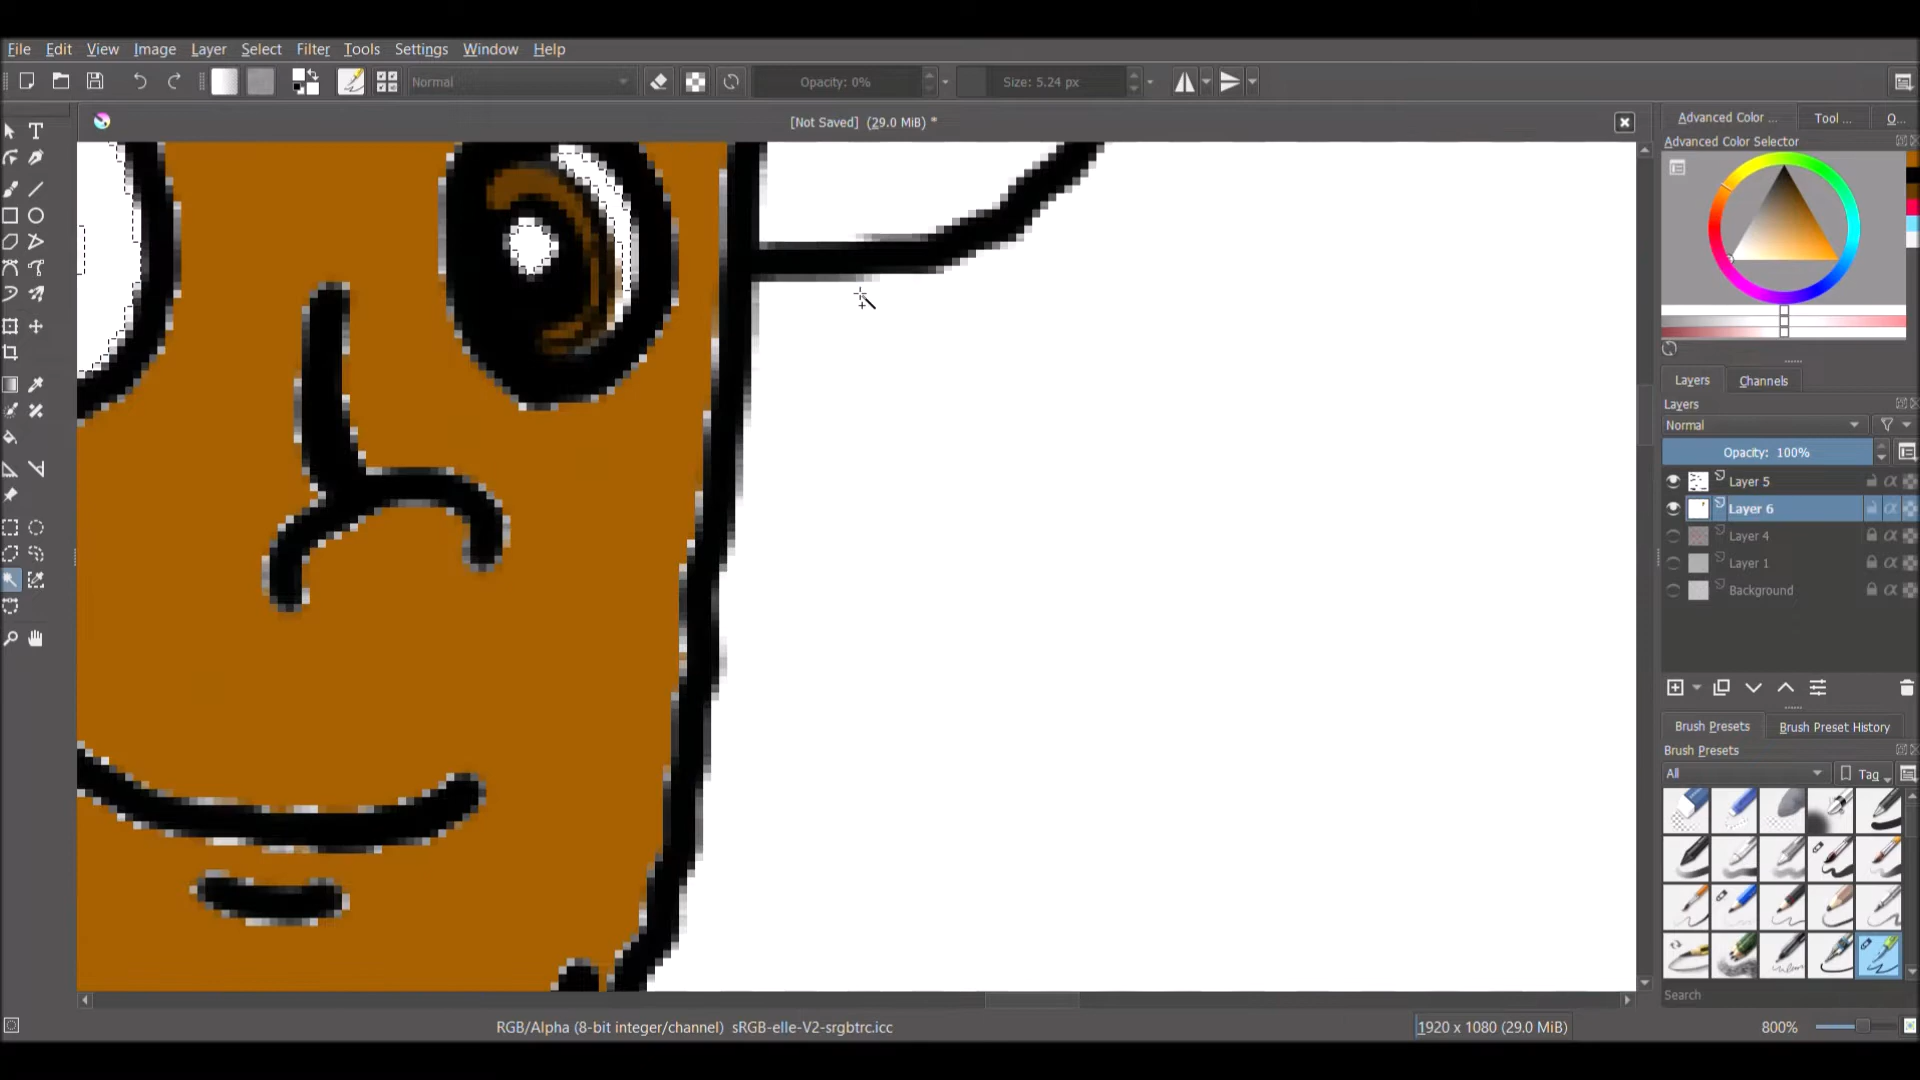 File Edit View Image Layer Select Filter Tools Settings Window Help
Normal Opacity: 0% Size: 5.24 px
[Not Saved] (29.0 MiB) *
Advanced Color ... Tool ... O...
Advanced Color Selector
Layers Channels
Layers
Normal
Opacity: 100%
Layer 5
Layer 6
Layer 4
Layer 1
Background
Brush Presets Brush Preset History
Brush Presets
All Tag
Search
RGB/Alpha (8-bit integer/channel) sRGB-elle-V2-srgbtrc.icc 1920 x 1080 (29.0 MiB) 800%